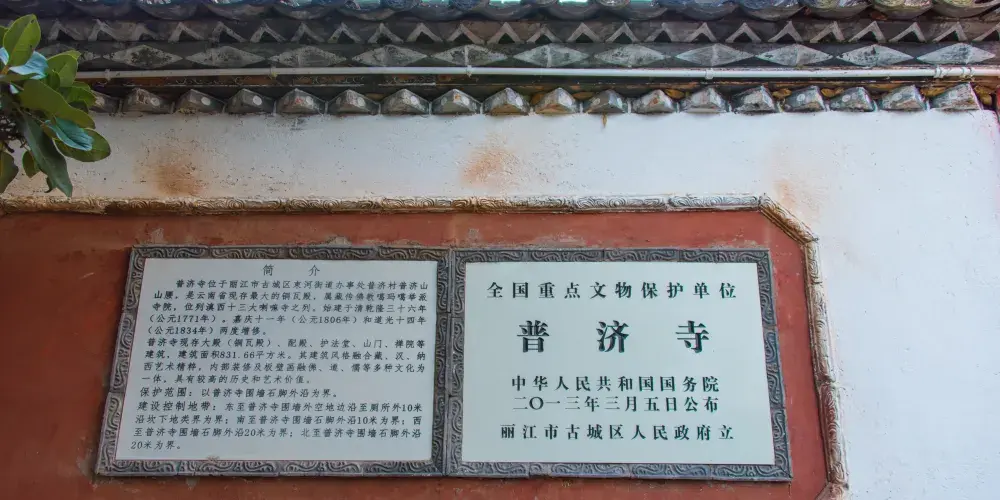 简 介
普济寺位于丽江市古城区束河街道办事处普济村普济山
山腰。是云南省现存最大的铜瓦殿。属藏传佛教噶玛噶举派
寺院，位列滇西十三大喇嘛寺之列。始建于清乾隆三十六年
（公元1771年）。嘉庆十一年（公元1806年）和道光十四年
（公元1834年）两度增修。
普济寺现存大殿（铜瓦殿）、配殿、护法堂、山门、禅院等
建筑，建筑面积831.66平方米。其建筑风格融合藏、汉、纳
西艺术精粹，内部装修及板壁画融佛、道、儒等多种文化为
一体。具有较高的历史和艺术价值。
保护范围：以普济寺围墙石脚外沿为界。
建设控制地带：东至普济寺围墙外空地边沿至厕所外10米
沿坎下地类界为界；南至普济寺围墙石脚外沿10米为界；西
至普济寺围墙石脚外沿20米为界；北至普济寺围墙石脚外沿
20米为界。
全国重点文物保护单位
普济寺
中华人民共和国国务院
二〇一三年三月五日公布
丽江市古城区人民政府立